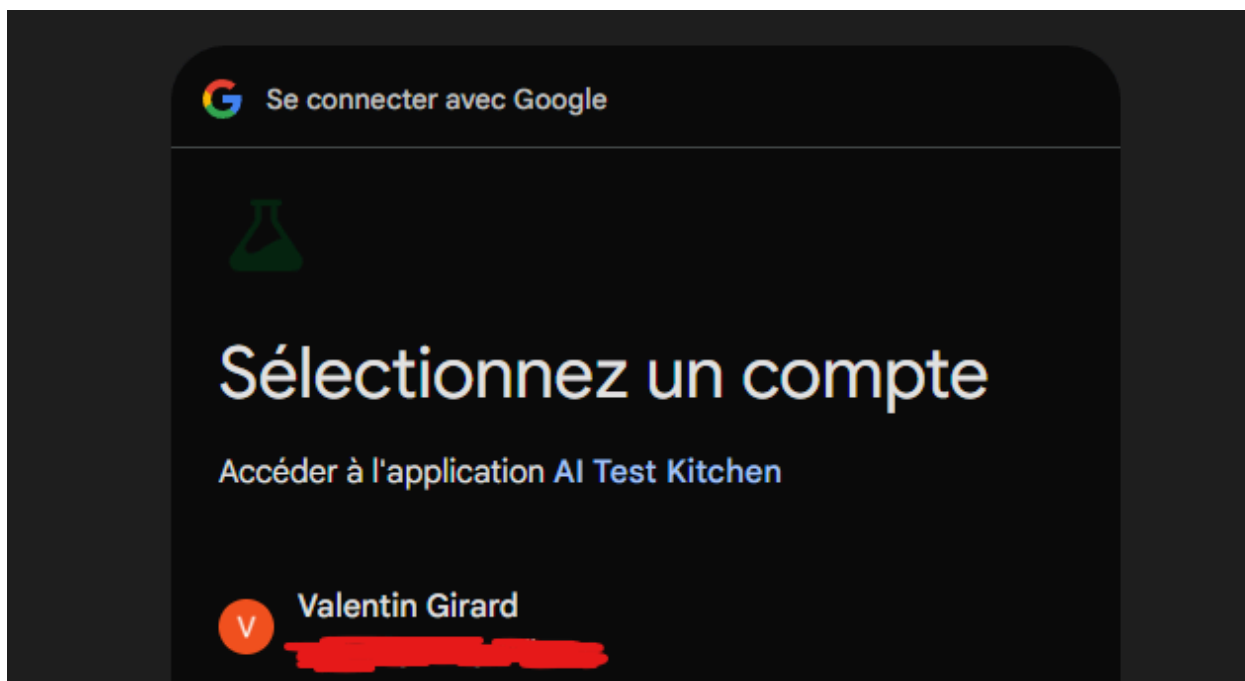 Se connecter avec Google
Sélectionnez un compte
Accéder à l'application AI Test Kitchen
Valentin Girard
V